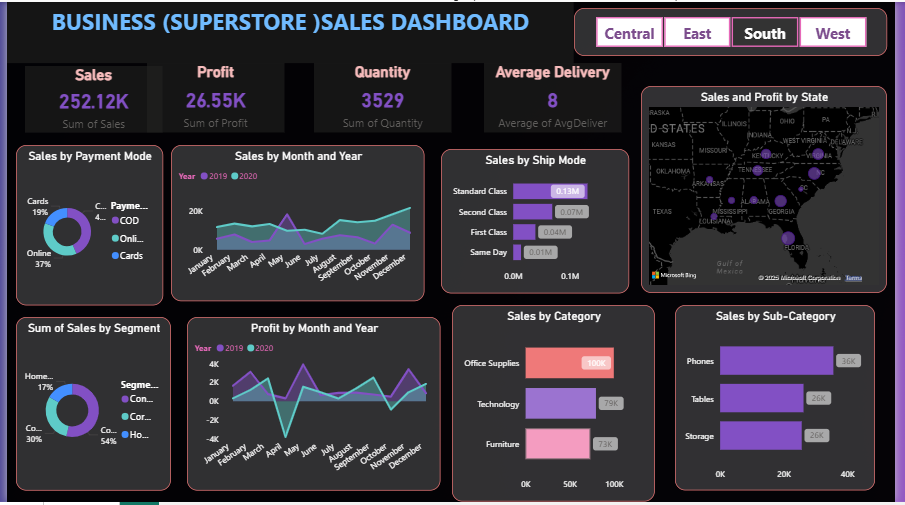 BUSINESS (SUPERSTORE )SALES DASHBOARD
Central
East
South
West
Sales
252.12K
Sum of Sales
Profit
26.55K
Sum of Profit
Quantity
3529
Sum of Quantity
Average Delivery
8
Average of AvgDeliver
Sales by Payment Mode
Cards
19%
C...
4...
Online
37%
Payme...
COD
Onli...
Cards
Sales by Month and Year
Year 2019 2020
20K
0K
January
February
March
April
May
June
July
August
September
October
November
December
Sales by Ship Mode
Standard Class
0.13M
Second Class
0.07M
First Class
0.04M
Same Day
0.01M
0.0M
0.1M
Sales and Profit by State
RASKA
D STATES
ILLINOIS
OHIO
PA
INDIANA
KANSAS
MISSOURI
WEST VIRGINIA
DELAWARE
KENTUCKY
VIRGINIA
OKLAHOMA
TENNESSEE
NC
ARKANSAS
SC
TEXAS
MISSISSIPPI
ALABAMA
GEORGIA
LOUISIANA
FLORIDA
Gulf of
Mexico
Microsoft Bing
© 2025 Microsoft Corporation
Terms
Sum of Sales by Segment
Home...
17%
Co...
30%
Co...
54%
Segme...
Con...
Cor...
Ho...
Profit by Month and Year
Year 2019 2020
4K
2K
0K
-2K
-4K
January
February
March
April
May
June
July
August
September
October
November
December
Sales by Category
Office Supplies
100K
Technology
79K
Furniture
73K
0K
50K
100K
Sales by Sub-Category
Phones
36K
Tables
26K
Storage
26K
0K
20K
40K